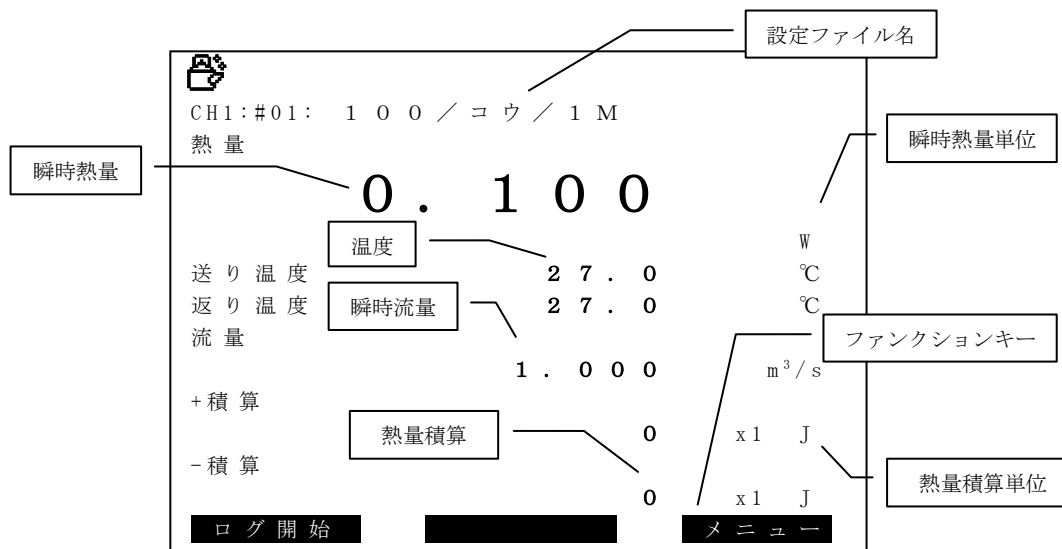 設定ファイル名
CH1:#01: 100/コウ/1M
熱量
瞬時熱量単位
瞬時熱量
0.100
温度
W
送り温度 27.0 ℃
返り温度 瞬時流量 27.0 ℃
流量
ファンクションキー
1.000 m³/s
+積算
熱量積算 0 x1 J
-積算
熱量積算単位
0 x1 J
ログ開始 メニュー